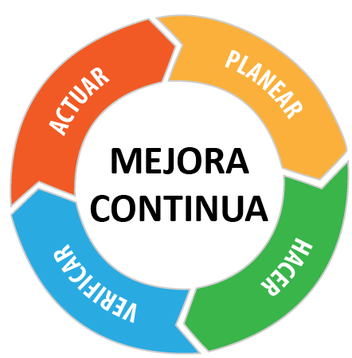 PLANEAR
HACER
VERIFICAR
ACTUAR
MEJORA
CONTINUA